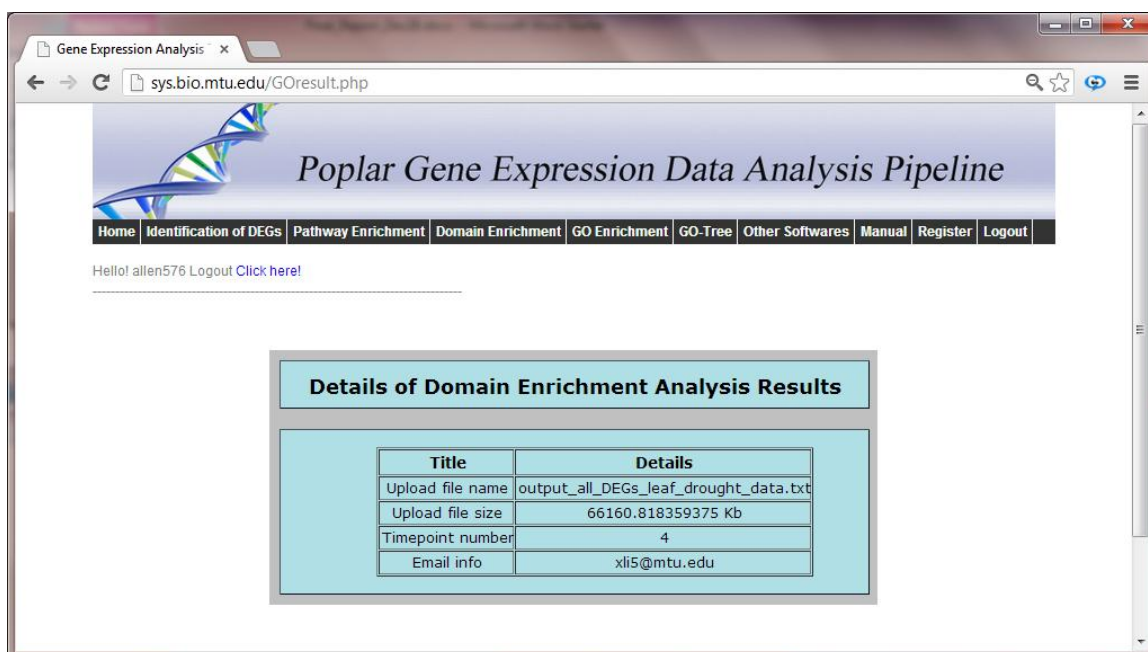 Gene Expression Analysis
sys.bio.mtu.edu/GOresult.php
Poplar Gene Expression Data Analysis Pipeline
Home Identification of DEGs Pathway Enrichment Domain Enrichment GO Enrichment GO-Tree Other Softwares Manual Register Logout
Hello! allen576 Logout Click here!
Details of Domain Enrichment Analysis Results
Title Details
Upload file name output_all_DEGs_leaf_drought_data.txt
Upload file size 66160.818359375 Kb
Timepoint number 4
Email info xli5@mtu.edu